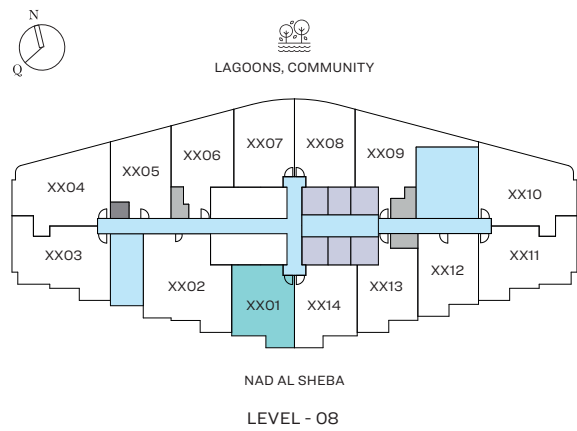 N
Q
LAGOONS, COMMUNITY
XX07
XX08
XX06
XX09
XX05
XX04
XX10
XX03
XX11
XX02
XX12
XX13
XX01
XX14
NAD AL SHEBA
LEVEL - 08